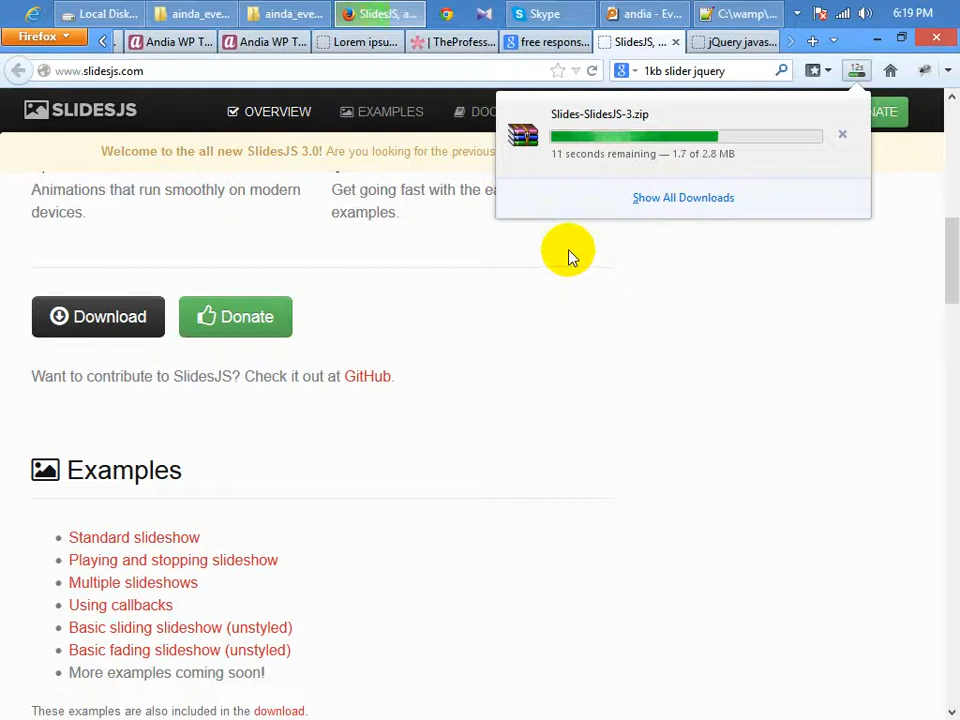 Local Disk...
ainda_eve...
ainda_eve...
SlidesJS, a...
Skype
andia - Ev...
C:\wamp\...
6:19 PM
Firefox
Andia WP T...
Andia WP T...
Lorem ipsu...
| TheProfess...
free respons...
SlidesJS, ...
jQuery javas...
www.slidesjs.com
1kb slider jquery
12s
SLIDESJS
OVERVIEW
EXAMPLES
DOC
NATE
Slides-SlidesJS-3.zip
11 seconds remaining — 1.7 of 2.8 MB
Show All Downloads
Welcome to the all new SlidesJS 3.0! Are you looking for the previous
Animations that run smoothly on modern
devices.
Get going fast with the ea
examples.
Download
Donate
Want to contribute to SlidesJS? Check it out at GitHub.
Examples
Standard slideshow
Playing and stopping slideshow
Multiple slideshows
Using callbacks
Basic sliding slideshow (unstyled)
Basic fading slideshow (unstyled)
More examples coming soon!
These examples are also included in the download.